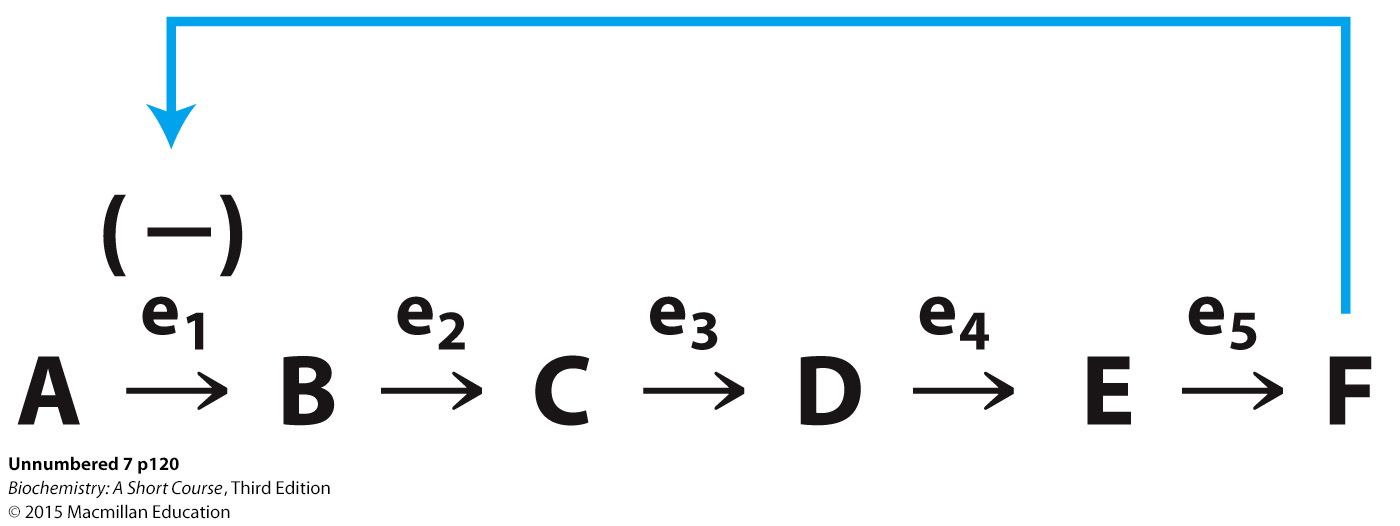 (—)
e₁ e₂ e₃ e₄ e₅
A → B → C → D → E → F
Unnumbered 7 p120
Biochemistry: A Short Course, Third Edition
© 2015 Macmillan Education